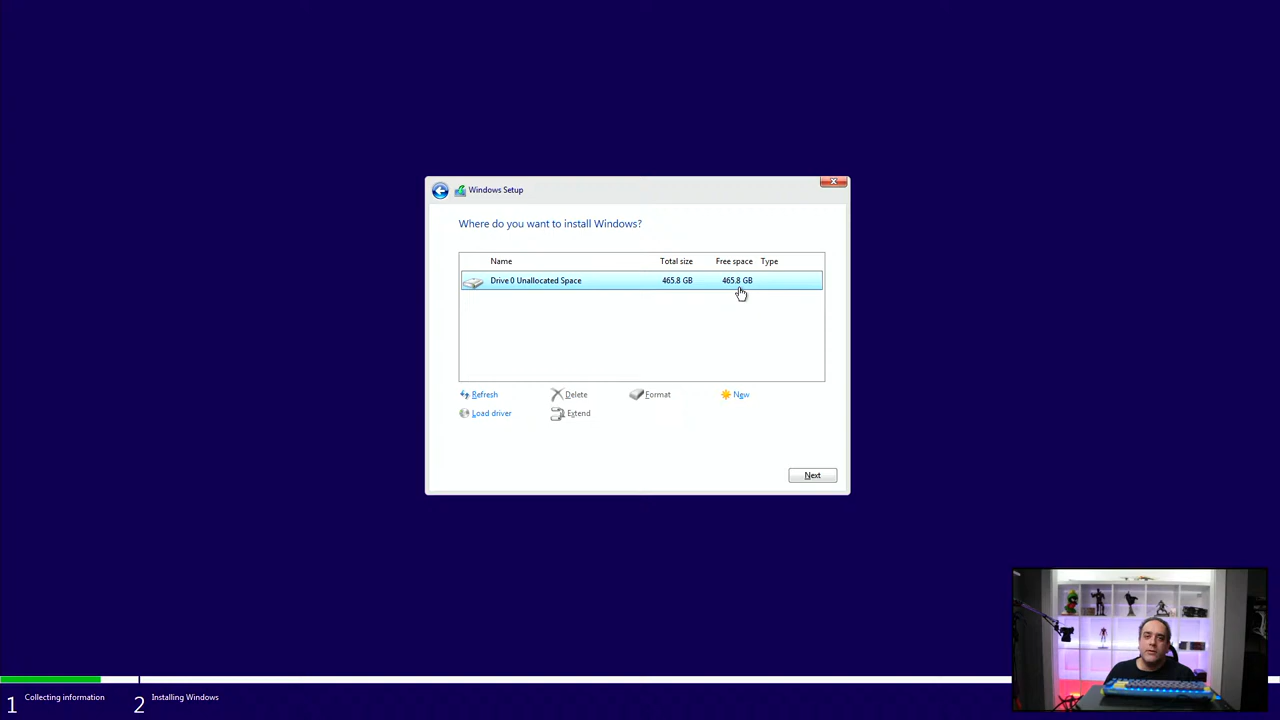 Windows Setup
Where do you want to install Windows?
Name Total size Free space Type
Drive 0 Unallocated Space 465.8 GB 465.8 GB
Refresh Delete Format New
Load driver Extend
Next
1 Collecting information 2 Installing Windows